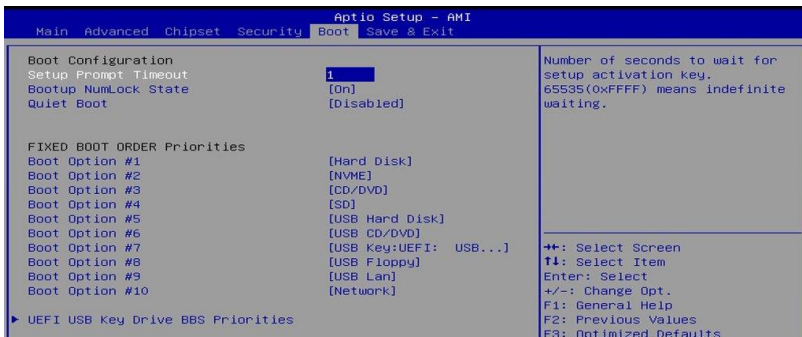 Aptio Setup - AMI
Main Advanced Chipset Security Boot Save & Exit
Boot Configuration
Setup Prompt Timeout 1
Bootup NumLock State [On]
Quiet Boot [Disabled]
FIXED BOOT ORDER Priorities
Boot Option #1 [Hard Disk]
Boot Option #2 [NVME]
Boot Option #3 [CD/DVD]
Boot Option #4 [SD]
Boot Option #5 [USB Hard Disk]
Boot Option #6 [USB CD/DVD]
Boot Option #7 [USB Key:UEFI: USB...]
Boot Option #8 [USB Floppy]
Boot Option #9 [USB Lan]
Boot Option #10 [Network]
▶ UEFI USB Key Drive BBS Priorities
Number of seconds to wait for
setup activation key.
65535(0xFFFF) means indefinite
waiting.
→←: Select Screen
↑↓: Select Item
Enter: Select
+/-: Change Opt.
F1: General Help
F2: Previous Values
F3: Optimized Defaults